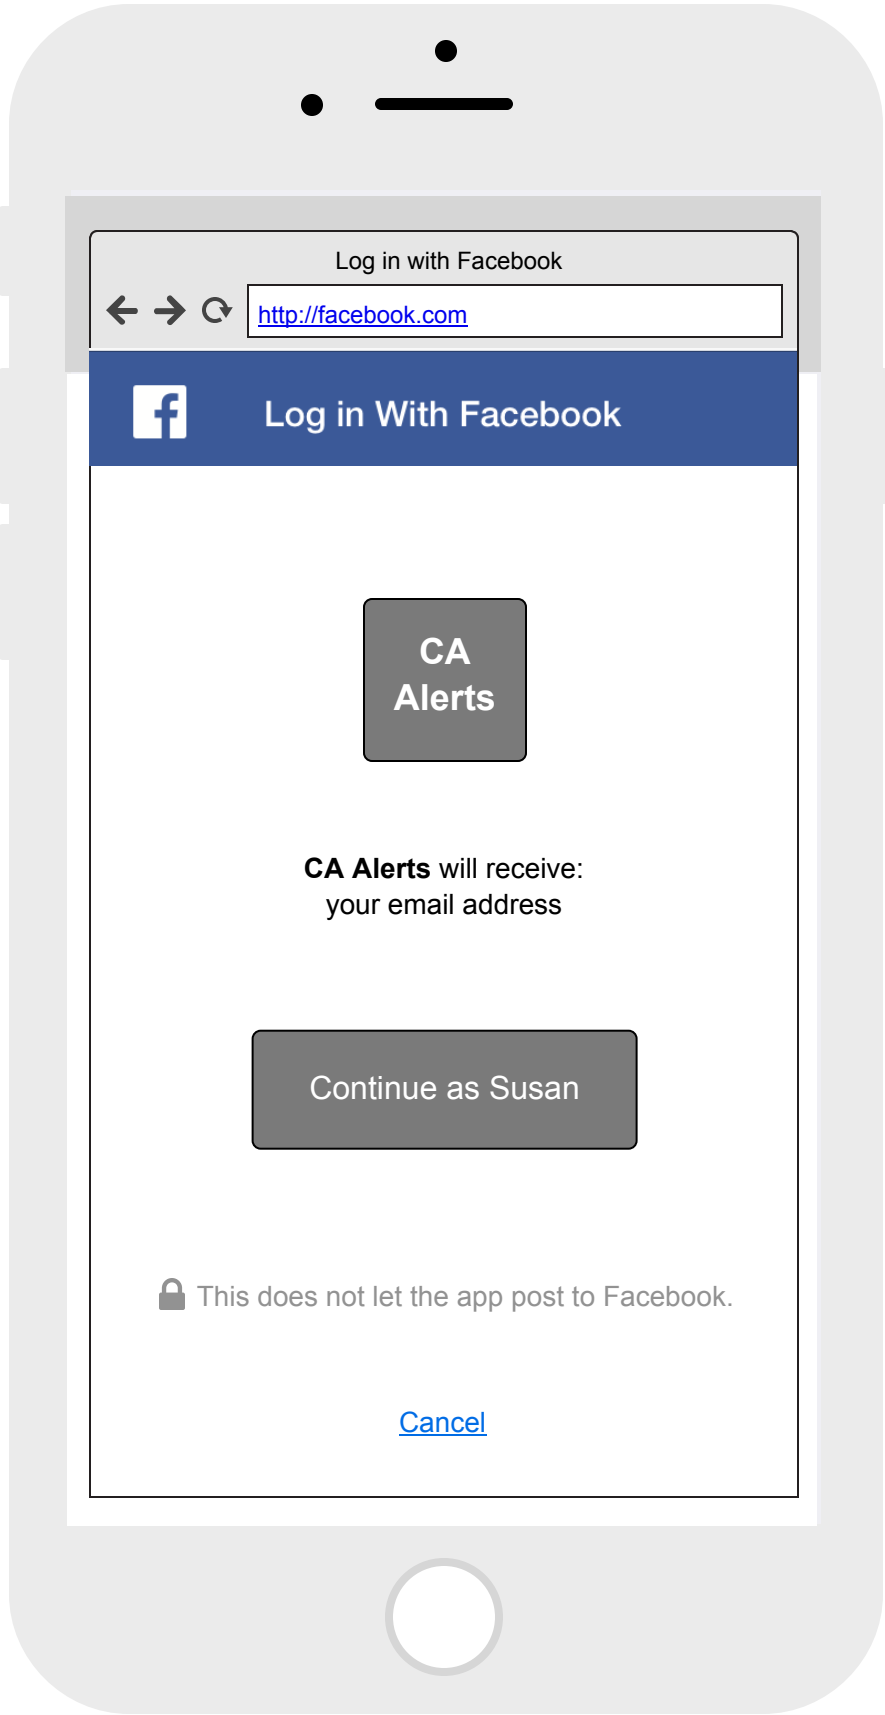 Log in with Facebook
http://facebook.com
f Log in With Facebook
CA
Alerts
CA Alerts will receive:
your email address
Continue as Susan
This does not let the app post to Facebook.
Cancel